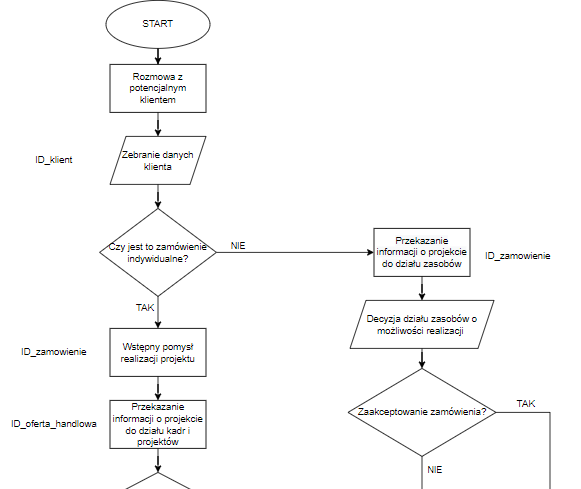 START
Rozmowa z
potencjalnym
klientem
ID_klient
Zebranie danych
klienta
Czy jest to zamówienie
indywidualne?
NIE
Przekazanie
informacji o projekcie
do działu zasobów
ID_zamowienie
TAK
Decyzja działu zasobów o
możliwości realizacji
ID_zamowienie
Wstępny pomysł
realizacji projektu
Zaakceptowanie zamówienia?
TAK
NIE
ID_oferta_handlowa
Przekazanie
informacji o projekcie
do działu kadr i
projektów